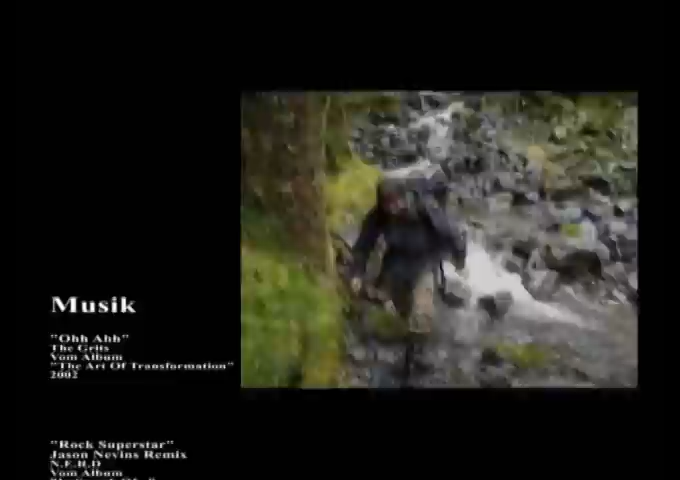 Musik
"Ohh Ahh"
The Grits
Vom Album
"The Art Of Transformation"
2002
"Rock Superstar"
Jason Nevins Remix
N.E.R.D
Vom Album